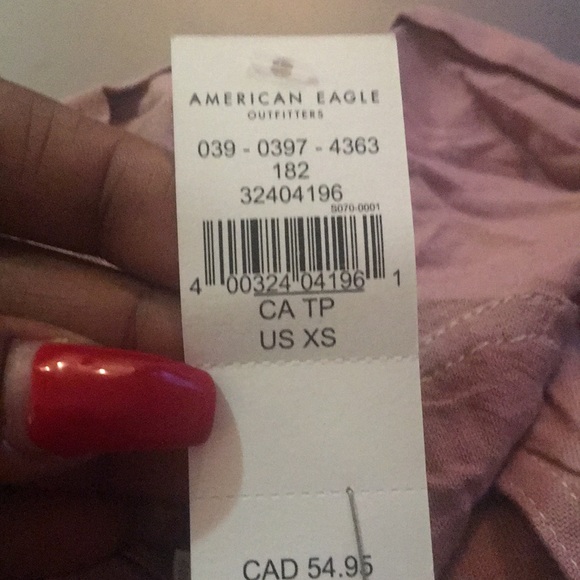 AMERICAN EAGLE
OUTFITTERS
039 - 0397 - 4363
182
32404196
S070-0001
4 00324 04196 1
CA TP
US XS
CAD 54.95